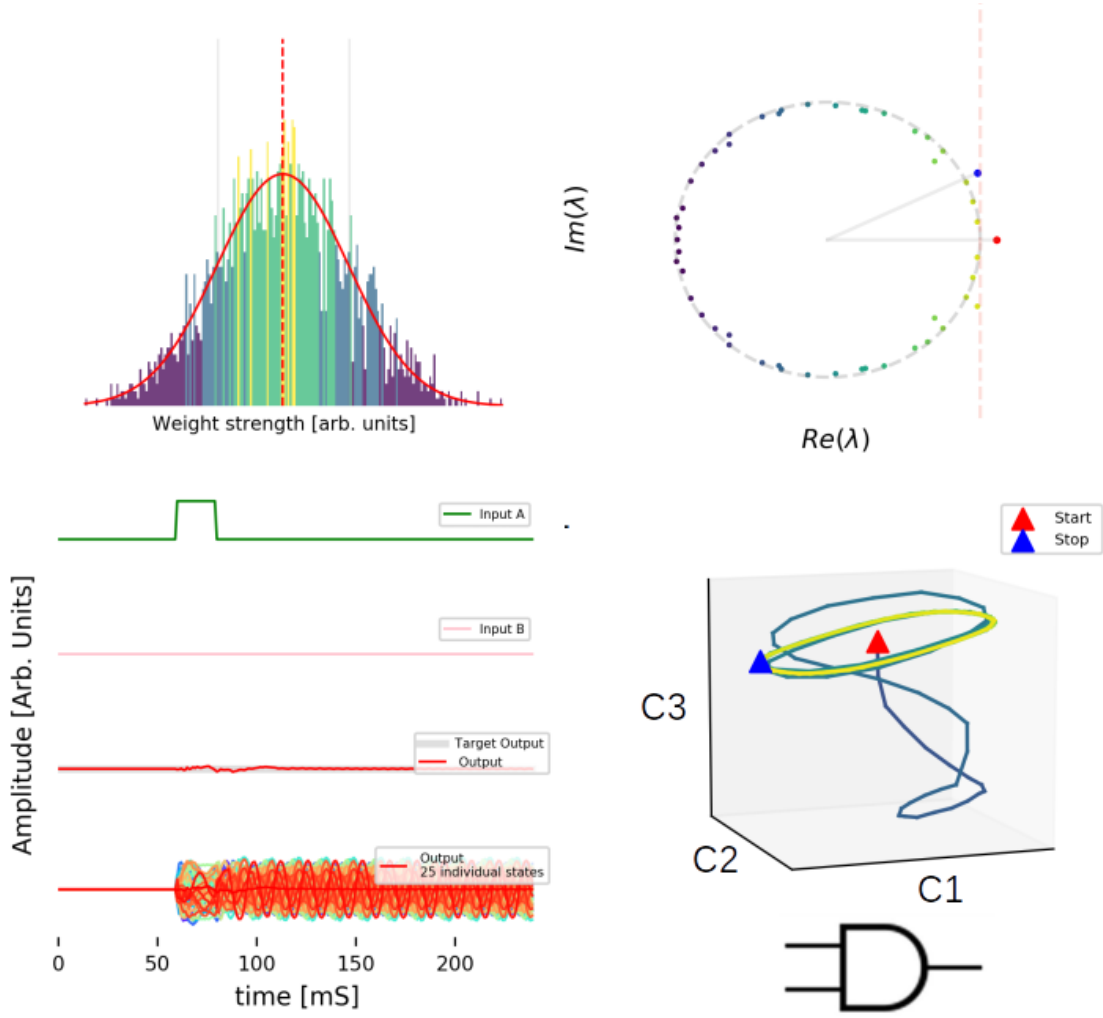 Weight strength [arb. units]
Im(λ)
Re(λ)
Amplitude [Arb. Units]
Input A
Input B
Target Output
Output
Output
25 individual states
0 50 100 150 200
time [mS]
Start
Stop
C3
C2
C1